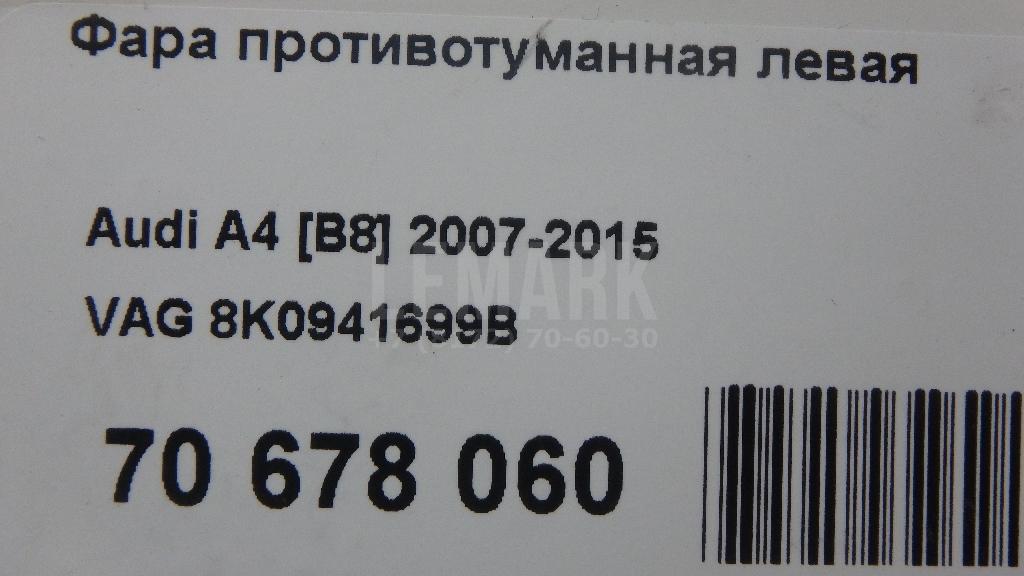 Фара противотуманная левая
Audi A4 [B8] 2007-2015
LEMARK
VAG 8K0941699B
70-60-30
70 678 060